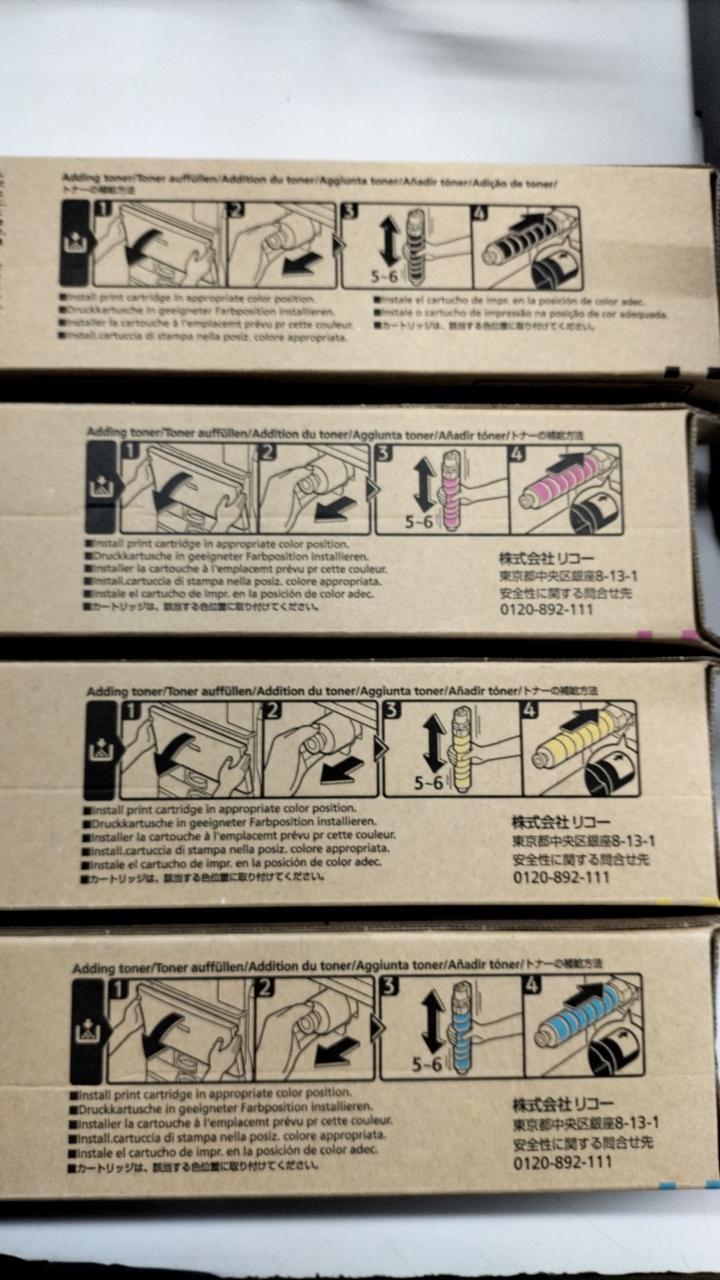 Adding toner/Toner auffüllen/Addition du toner/Aggiunta toner/Añadir tóner/Adição de toner/
トナーの補給方法
1 2 3 4
5~6
■Install print cartridge in appropriate color position.
■Druckkartusche in geeigneter Farbposition installieren.
■Installer la cartouche à l'emplacemt prévu pr cette couleur.
■Install.cartuccia di stampa nella posiz. colore appropriata.
■Instale el cartucho de impr. en la posición de color adec.
■Instale o cartucho de impressão na posição de cor adequada.
■カートリッジは、該当する色位置に取り付けてください。
Adding toner/Toner auffüllen/Addition du toner/Aggiunta toner/Añadir tóner/トナーの補給方法
1 2 3 4
5~6
■Install print cartridge in appropriate color position.
■Druckkartusche in geeigneter Farbposition installieren.
■Installer la cartouche à l'emplacemt prévu pr cette couleur.
■Install.cartuccia di stampa nella posiz. colore appropriata.
■Instale el cartucho de impr. en la posición de color adec.
■カートリッジは、該当する色位置に取り付けてください。
株式会社 リコー
東京都中央区銀座8-13-1
安全性に関する問合せ先
0120-892-111
Adding toner/Toner auffüllen/Addition du toner/Aggiunta toner/Añadir tóner/トナーの補給方法
1 2 3 4
5~6
■Install print cartridge in appropriate color position.
■Druckkartusche in geeigneter Farbposition installieren.
■Installer la cartouche à l'emplacemt prévu pr cette couleur.
■Install.cartuccia di stampa nella posiz. colore appropriata.
■Instale el cartucho de impr. en la posición de color adec.
■カートリッジは、該当する色位置に取り付けてください。
株式会社 リコー
東京都中央区銀座8-13-1
安全性に関する問合せ先
0120-892-111
Adding toner/Toner auffüllen/Addition du toner/Aggiunta toner/Añadir tóner/トナーの補給方法
1 2 3 4
5~6
■Install print cartridge in appropriate color position.
■Druckkartusche in geeigneter Farbposition installieren.
■Installer la cartouche à l'emplacemt prévu pr cette couleur.
■Install.cartuccia di stampa nella posiz. colore appropriata.
■Instale el cartucho de impr. en la posición de color adec.
■カートリッジは、該当する色位置に取り付けてください。
株式会社 リコー
東京都中央区銀座8-13-1
安全性に関する問合せ先
0120-892-111